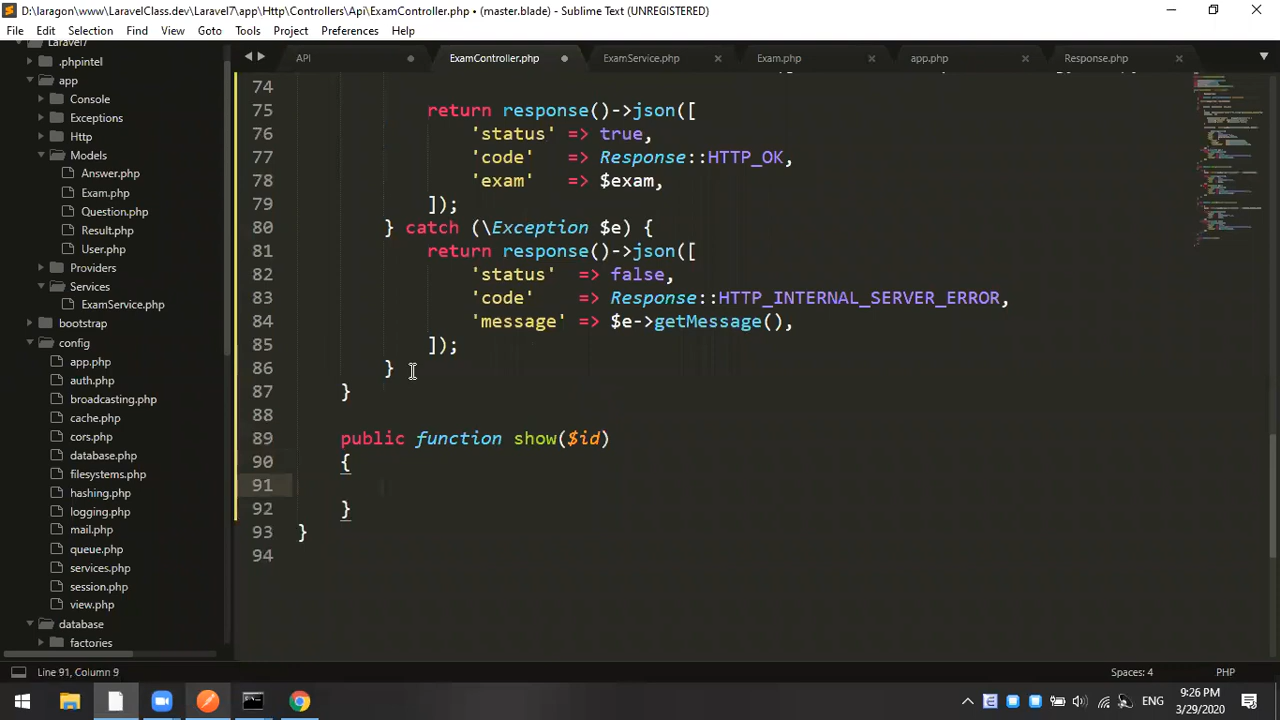 D:\laragon\www\LaravelClass.dev\Laravel7\app\Http\Controllers\Api\ExamController.php • (master.blade) - Sublime Text (UNREGISTERED)
File Edit Selection Find View Goto Tools Project Preferences Help
API ExamController.php ExamService.php Exam.php app.php Response.php
Laravel7
.phpintel
app
Console
Exceptions
Http
Models
Answer.php
Exam.php
Question.php
Result.php
User.php
Providers
Services
ExamService.php
bootstrap
config
app.php
auth.php
broadcasting.php
cache.php
cors.php
database.php
filesystems.php
hashing.php
logging.php
mail.php
queue.php
services.php
session.php
view.php
database
factories
74
75 return response()->json([
76 'status' => true,
77 'code' => Response::HTTP_OK,
78 'exam' => $exam,
79 ]);
80 } catch (\Exception $e) {
81 return response()->json([
82 'status' => false,
83 'code' => Response::HTTP_INTERNAL_SERVER_ERROR,
84 'message' => $e->getMessage(),
85 ]);
86 }
87 }
88
89 public function show($id)
90 {
91
92 }
93 }
94
Line 91, Column 9 Spaces: 4 PHP
ENG 9:26 PM
3/29/2020